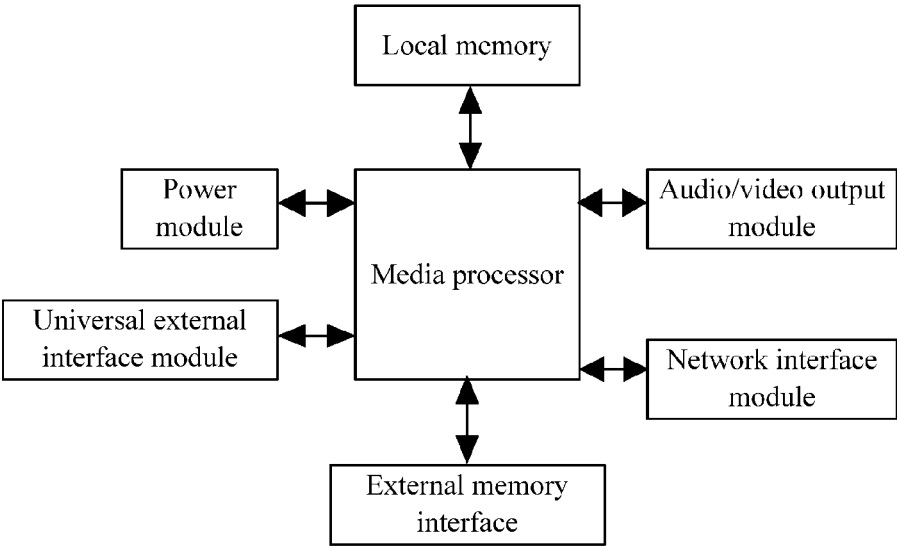 Local memory
Power
module
Audio/video output
module
Media processor
Universal external
interface module
Network interface
module
External memory
interface